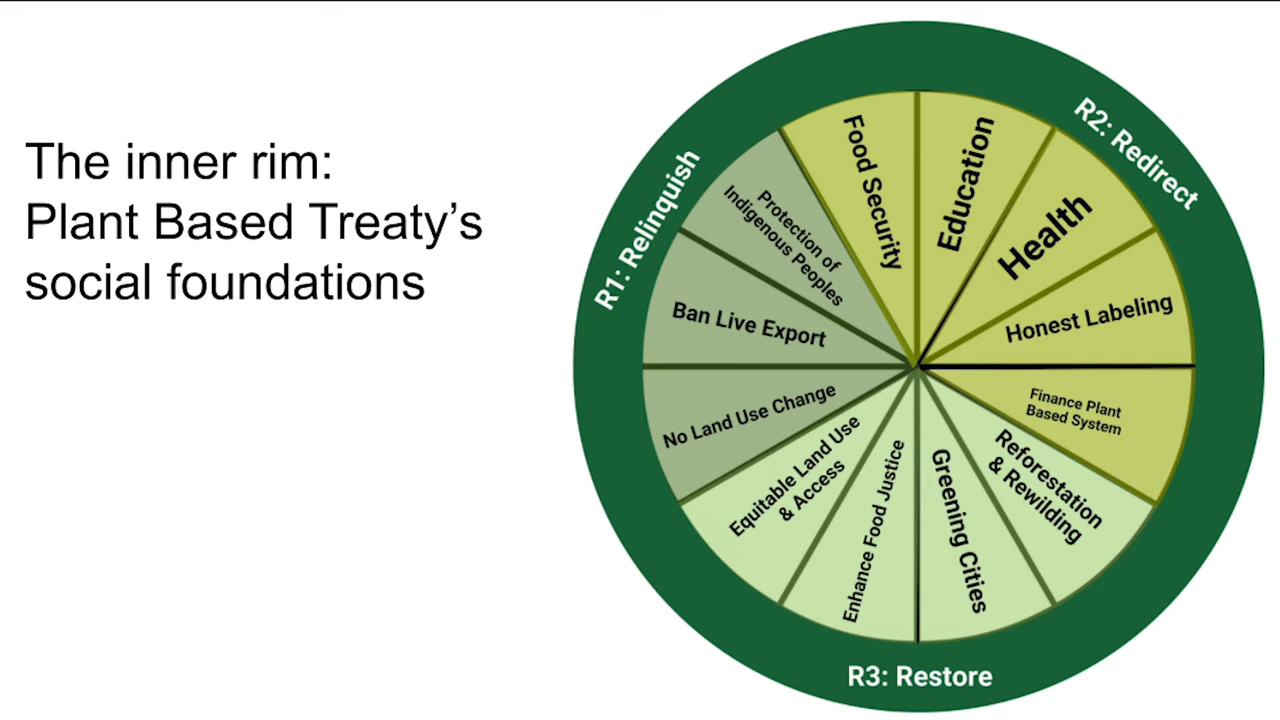 The inner rim:
Plant Based Treaty’s
social foundations
R1: Relinquish
R2: Redirect
R3: Restore
Food Security
Education
Health
Honest Labeling
Finance Plant
Based System
Reforestation
& Rewilding
Greening Cities
Enhance Food Justice
Equitable Land Use
& Access
No Land Use Change
Ban Live Export
Protection of
Indigenous Peoples